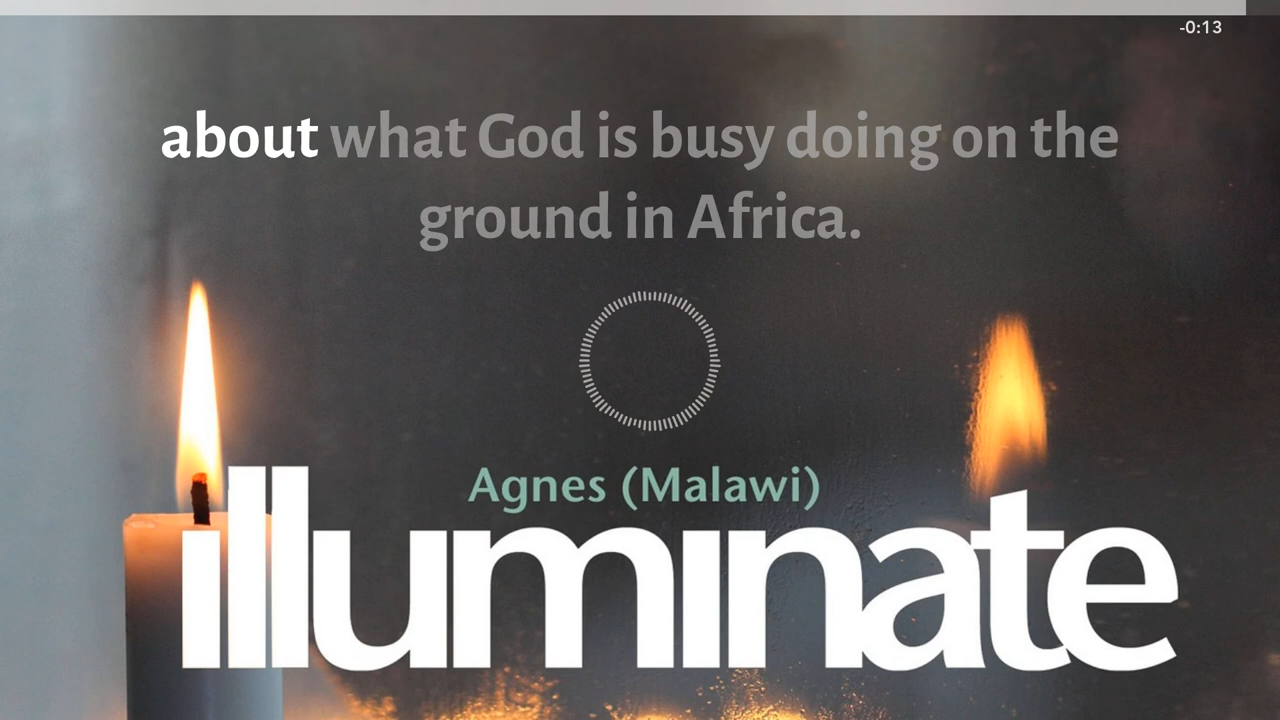 -0:13
about what God is busy doing on the
ground in Africa.
Agnes (Malawi)
illuminate